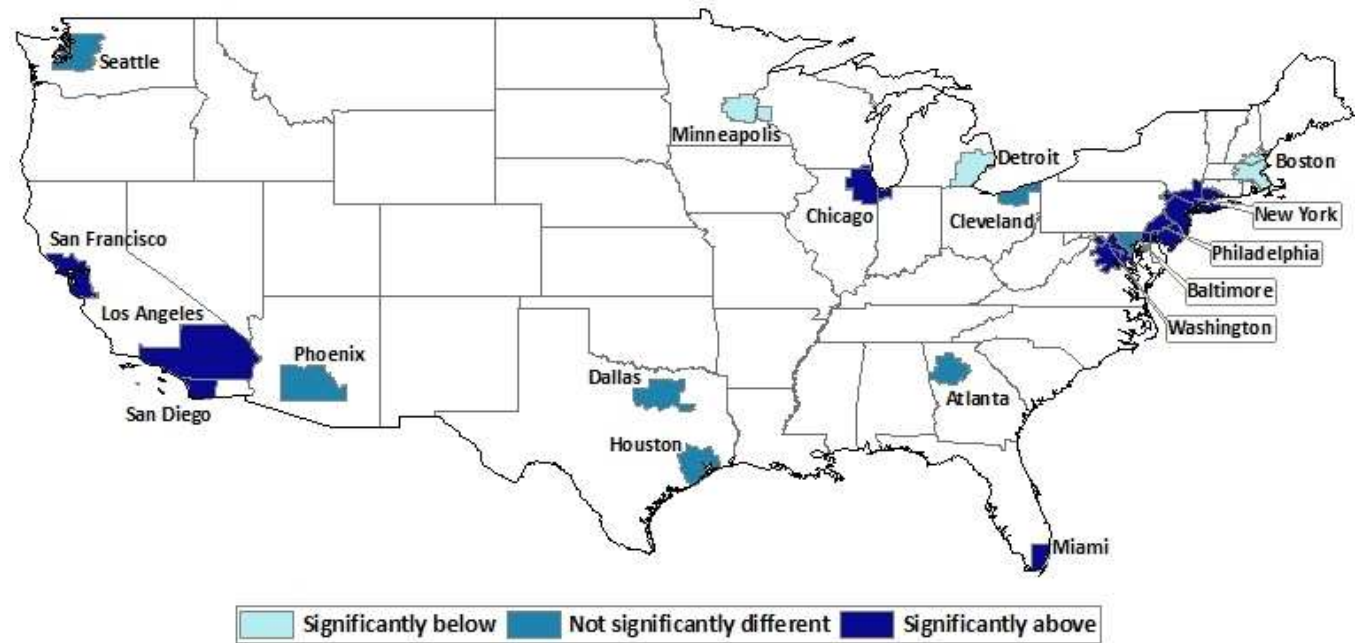 Seattle
Minneapolis
Detroit
Boston
Chicago
Cleveland
New York
San Francisco
Philadelphia
Baltimore
Los Angeles
Washington
Phoenix
Dallas
Atlanta
San Diego
Houston
Miami
Significantly below
Not significantly different
Significantly above